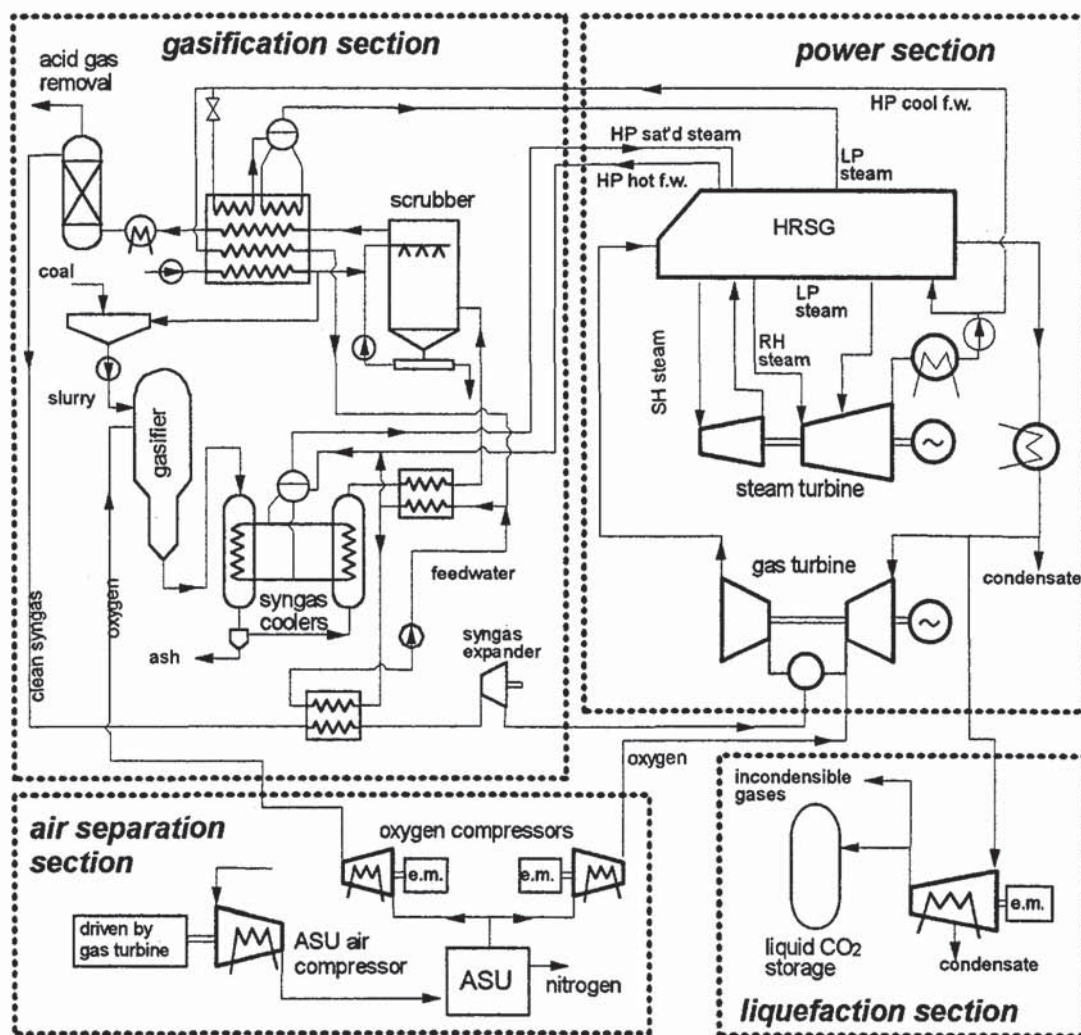 gasification section
acid gas
removal
scrubber
coal
slurry
gasifier
oxygen
clean syngas
syngas
coolers
ash
feedwater
syngas
expander
HP sat'd steam
HP hot f.w.
power section
HP cool f.w.
LP
steam
HRSG
LP
steam
SH steam
RH
steam
steam turbine
~
gas turbine
~
condensate
oxygen
air separation
section
oxygen compressors
e.m.
e.m.
driven by
gas turbine
ASU air
compressor
ASU
nitrogen
incondensible
gases
liquid CO2
storage
e.m.
condensate
liquefaction section